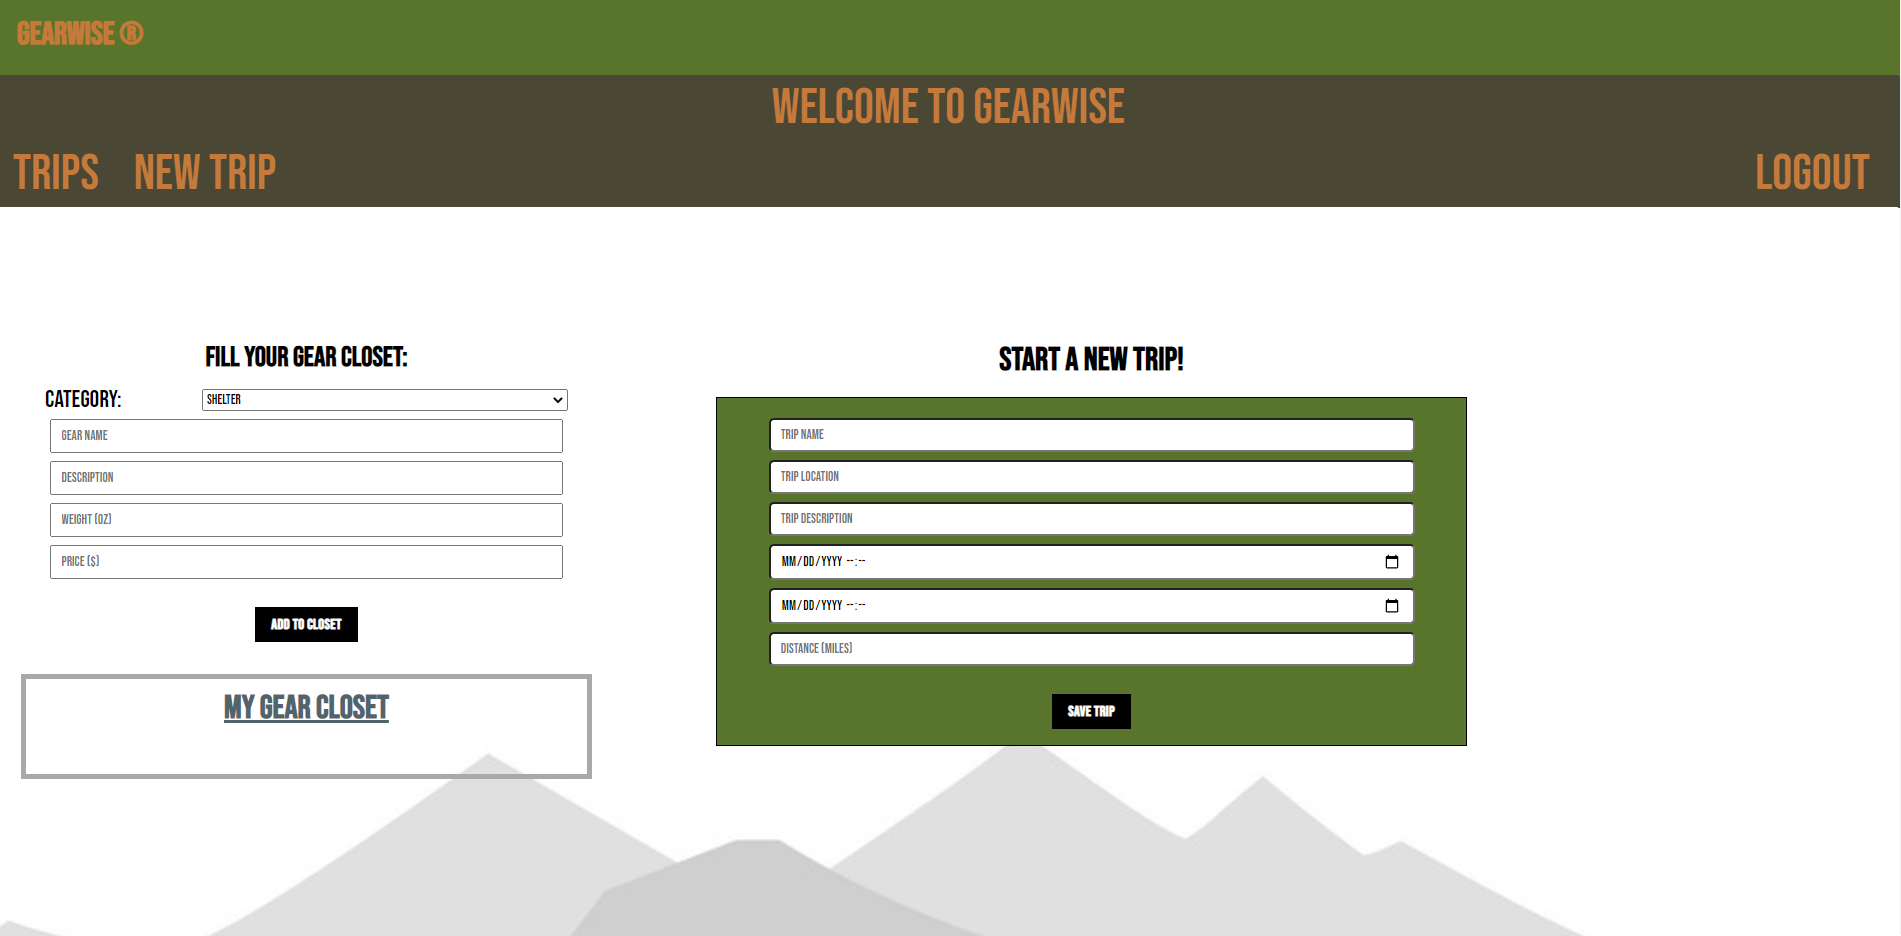 GEARWISE ®
WELCOME TO GEARWISE
TRIPS NEW TRIP LOGOUT
FILL YOUR GEAR CLOSET:
CATEGORY: SHELTER
GEAR NAME
DESCRIPTION
WEIGHT (OZ)
PRICE ($)
ADD TO CLOSET
MY GEAR CLOSET
START A NEW TRIP!
TRIP NAME
TRIP LOCATION
TRIP DESCRIPTION
MM/DD/YYYY --:--
MM/DD/YYYY --:--
DISTANCE (MILES)
SAVE TRIP